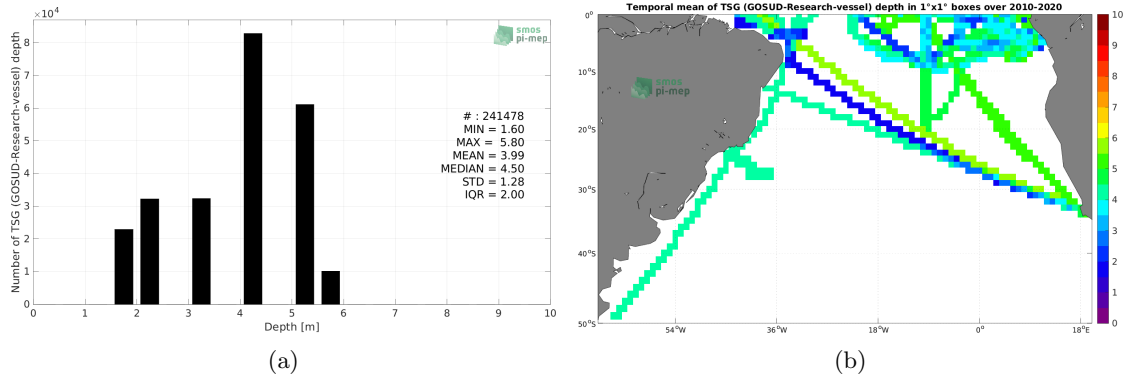 ×10⁴
8
7
6
5
4
3
2
1
0
Number of TSG (GOSUD-Research-vessel) depth
smos
pi-mep
# : 241478
MIN = 1.60
MAX = 5.80
MEAN = 3.99
MEDIAN = 4.50
STD = 1.28
IQR = 2.00
0 1 2 3 4 5 6 7 8 9 10
Depth [m]
(a)
Temporal mean of TSG (GOSUD-Research-vessel) depth in 1°x1° boxes over 2010-2020
0°
10°S
20°S
30°S
40°S
50°S
smos
pi-mep
54°W 36°W 18°W 0° 18°E
10
9
8
7
6
5
4
3
2
1
0
(b)